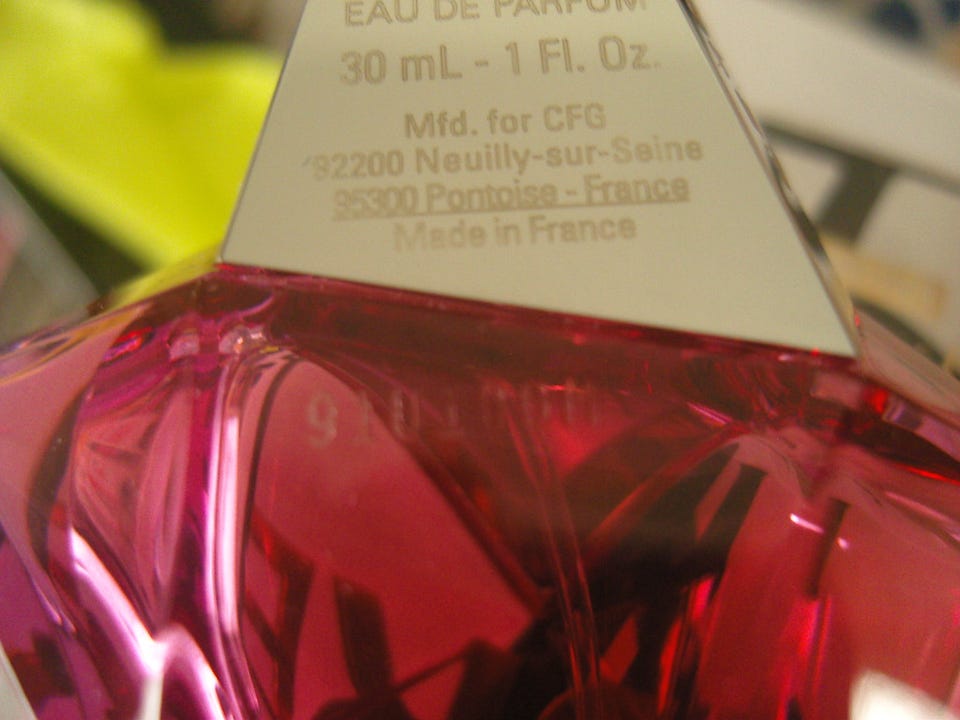 EAU DE PARFUM
30 mL - 1 Fl. Oz.
Mfd. for CFG
92200 Neuilly-sur-Seine
95300 Pontoise - France
Made in France